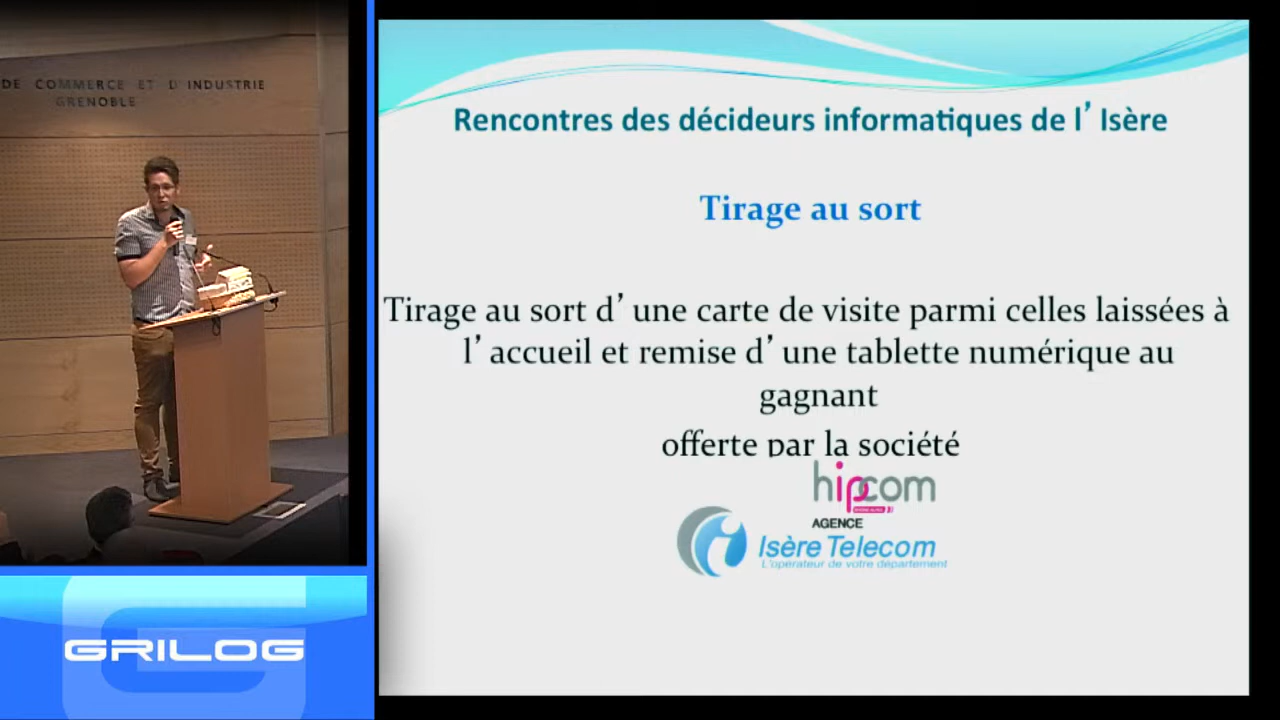 DE COMMERCE ET D'INDUSTRIE
GRENOBLE
Rencontres des décideurs informatiques de l’Isère
Tirage au sort
Tirage au sort d’une carte de visite parmi celles laissées à
l’accueil et remise d’une tablette numérique au
gagnant
offerte par la société
hipcom
AGENCE
Isère Telecom
L'opérateur de votre département
GRILOG